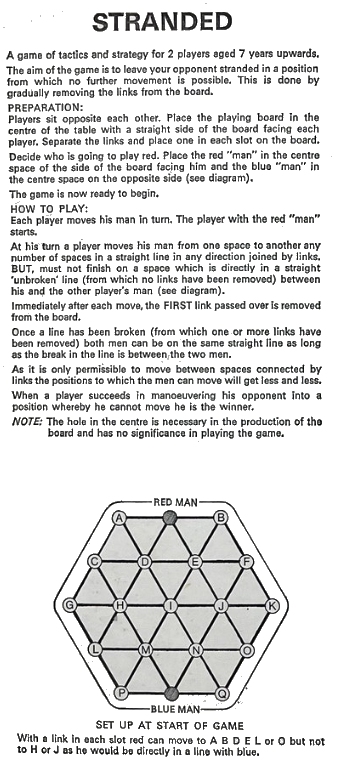 STRANDED
A game of tactics and strategy for 2 players aged 7 years upwards.
The aim of the game is to leave your opponent stranded in a position
from which no further movement is possible. This is done by
gradually removing the links from the board.
PREPARATION:
Players sit opposite each other. Place the playing board in the
centre of the table with a straight side of the board facing each
player. Separate the links and place one in each slot on the board.
Decide who is going to play red. Place the red "man" in the centre
space of the side of the board facing him and the blue "man" in
the centre space on the opposite side (see diagram).
The game is now ready to begin.
HOW TO PLAY:
Each player moves his man in turn. The player with the red "man"
starts.
At his turn a player moves his man from one space to another any
number of spaces in a straight line in any direction joined by links.
BUT, must not finish on a space which is directly in a straight
'unbroken' line (from which no links have been removed) between
his and the other player's man (see diagram).
Immediately after each move, the FIRST link passed over is removed
from the board.
Once a line has been broken (from which one or more links have
been removed) both men can be on the same straight line as long
as the break in the line is between the two men.
As it is only permissible to move between spaces connected by
links the positions to which the men can move will get less and less.
When a player succeeds in manoeuvering his opponent into a
position whereby he cannot move he is the winner.
NOTE: The hole in the centre is necessary in the production of the
board and has no significance in playing the game.
RED MAN
A B
C D E F
G H I J K
L M N O
P Q
BLUE MAN
SET UP AT START OF GAME
With a link in each slot red can move to A B D E L or O but not
to H or J as he would be directly in a line with blue.